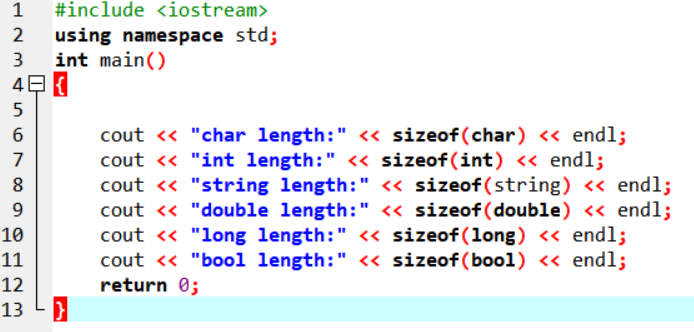 1 #include <iostream>
2 using namespace std;
3 int main()
4 {
5
6 cout << "char length:" << sizeof(char) << endl;
7 cout << "int length:" << sizeof(int) << endl;
8 cout << "string length:" << sizeof(string) << endl;
9 cout << "double length:" << sizeof(double) << endl;
10 cout << "long length:" << sizeof(long) << endl;
11 cout << "bool length:" << sizeof(bool) << endl;
12 return 0;
13 }